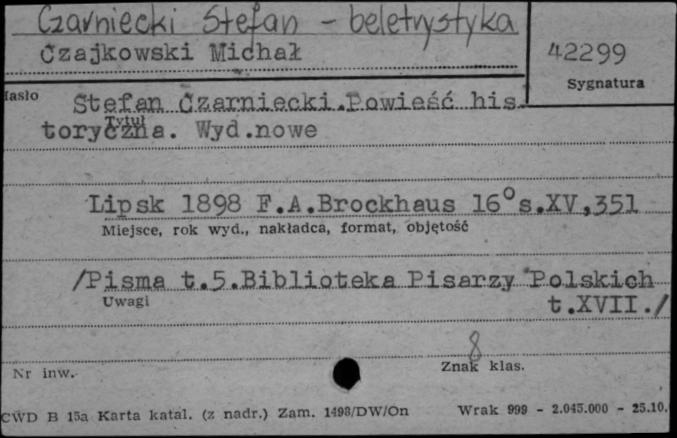 Czarniecki Stefan - beletrystyka
Czajkowski Michał
42299
Sygnatura
Hasło
Stefan Czarniecki.Powieść his-
Tytuł
toryczna. Wyd.nowe
Lipsk 1898 F.A.Brockhaus 16° s.XV,351
Miejsce, rok wyd., nakładca, format, objętość
/Pisma t.5.Biblioteka Pisarzy Polskich
Uwagi
t.XVII./
8
Nr inw.
Znak klas.
CWD B 15a Karta katal. (z nadr.) Zam. 1498/DW/On Wrak 999 - 2.045.000 - 25.10.